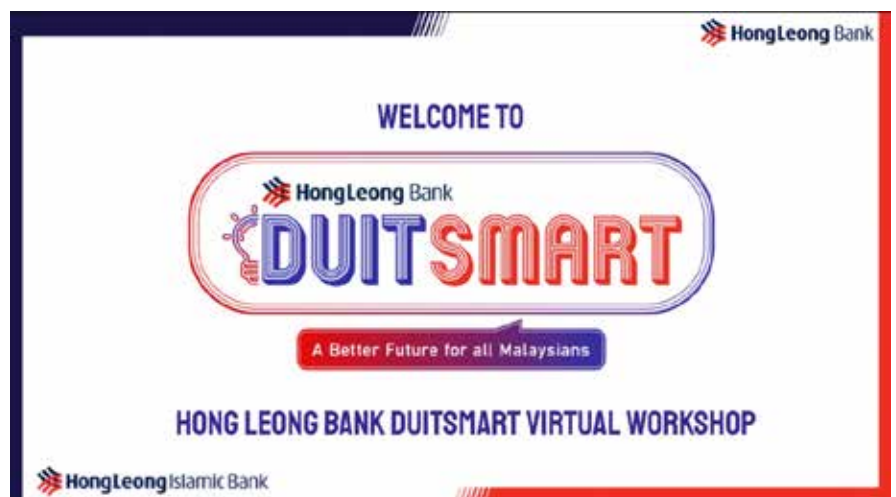 HongLeong Bank
WELCOME TO
HongLeong Bank
DUITSMART
A Better Future for all Malaysians
HONG LEONG BANK DUITSMART VIRTUAL WORKSHOP
HongLeong Islamic Bank